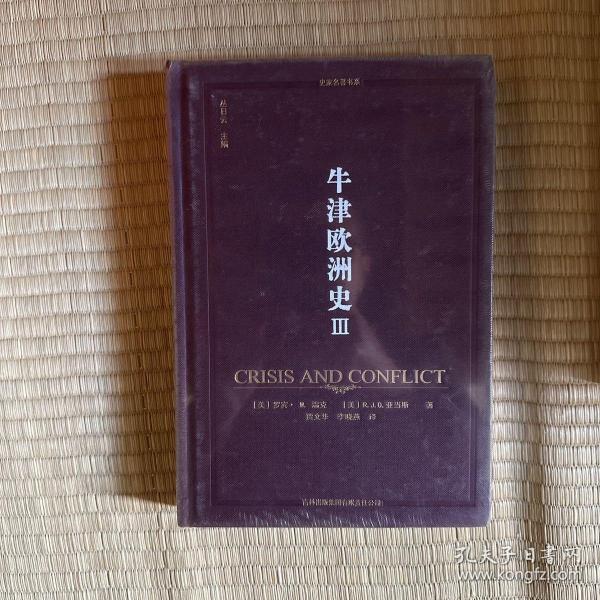 史家名著书系
丛日云 主编
牛津欧洲史Ⅲ
CRISIS AND CONFLICT
[美]罗宾·W.温克 [美]R.J.Q.亚当斯 著
贾文华 李晓燕 译
吉林出版集团有限责任公司
孔夫子旧书网
www.kongfz.com